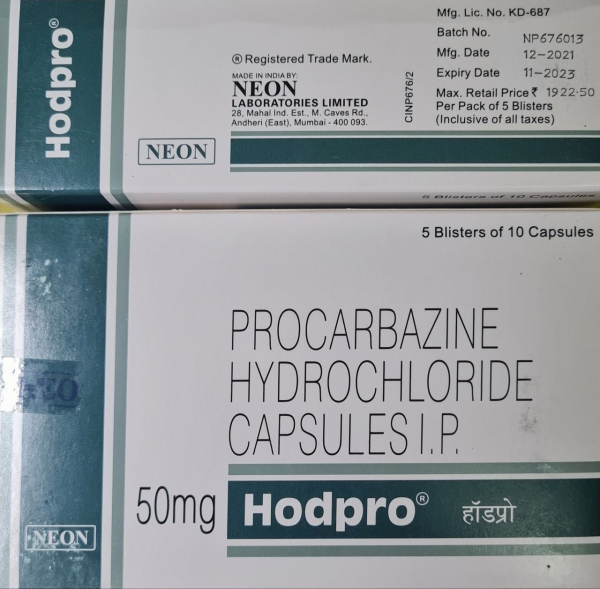 Hodpro®
NEON
® Registered Trade Mark.
MADE IN INDIA BY:
NEON
LABORATORIES LIMITED
28, Mahal Ind. Est., M. Caves Rd.,
Andheri (East), Mumbai - 400 093.
CINP676/2
Mfg. Lic. No. KD-687
Batch No. NP676013
Mfg. Date 12-2021
Expiry Date 11-2023
Max. Retail Price ₹ 1922.50
Per Pack of 5 Blisters
(Inclusive of all taxes)
5 Blisters of 10 Capsules
5 Blisters of 10 Capsules
PROCARBAZINE
HYDROCHLORIDE
CAPSULES I.P.
50mg Hodpro® हॉडप्रो
NEON